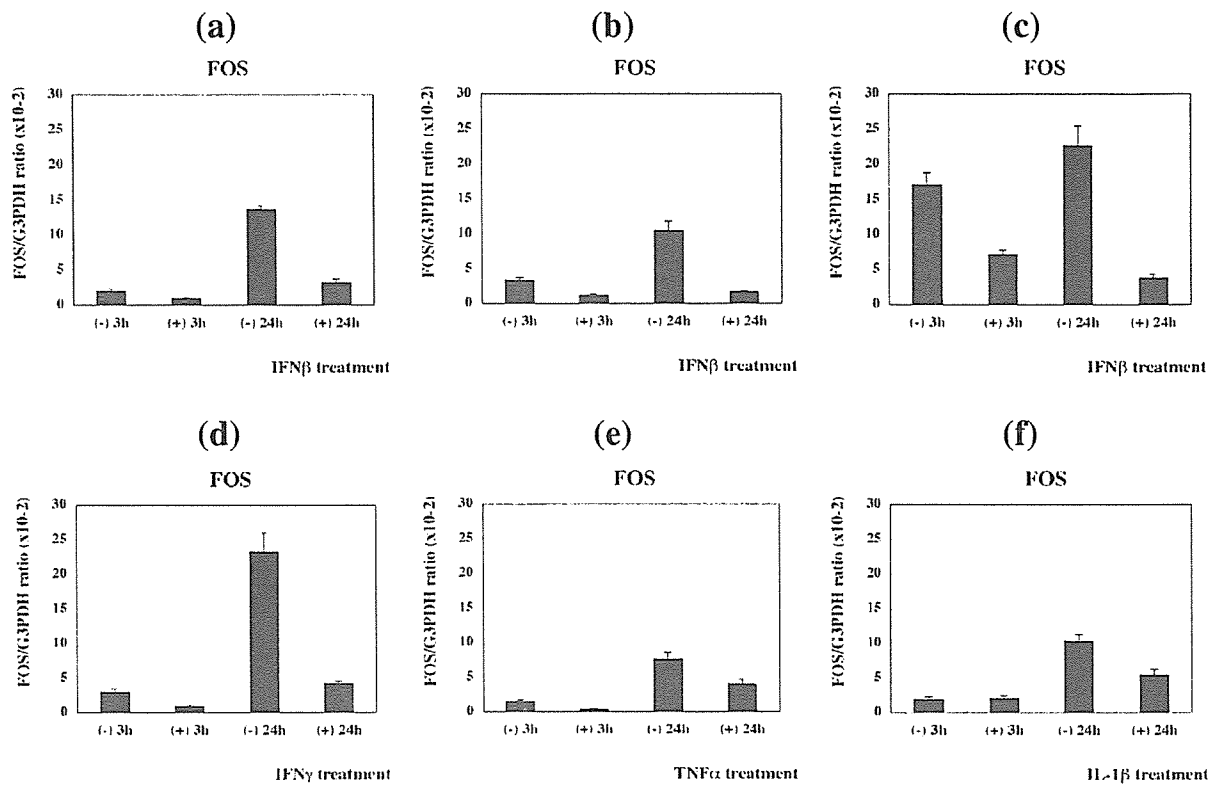 (a)
FOS
FOS/G3PDH ratio (x10-2)
30
25
20
15
10
5
0
(-) 3h (+) 3h (-) 24h (+) 24h
IFNβ treatment
(b)
FOS
FOS/G3PDH ratio (x10-2)
30
25
20
15
10
5
0
(-) 3h (+) 3h (-) 24h (+) 24h
IFNβ treatment
(c)
FOS
FOS/G3PDH ratio (x10-2)
30
25
20
15
10
5
0
(-) 3h (+) 3h (-) 24h (+) 24h
IFNβ treatment
(d)
FOS
FOS/G3PDH ratio (x10-2)
30
25
20
15
10
5
0
(-) 3h (+) 3h (-) 24h (+) 24h
IFNγ treatment
(e)
FOS
FOS/G3PDH ratio (x10-2)
30
25
20
15
10
5
0
(-) 3h (+) 3h (-) 24h (+) 24h
TNFα treatment
(f)
FOS
FOS/G3PDH ratio (x10-2)
30
25
20
15
10
5
0
(-) 3h (+) 3h (-) 24h (+) 24h
IL-1β treatment